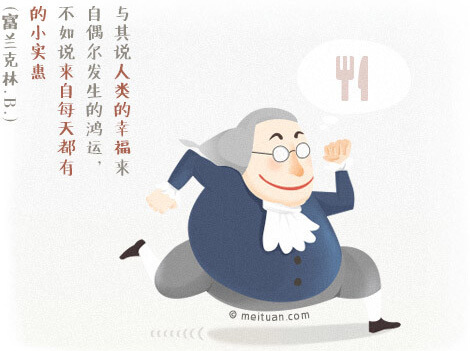 与其说人类的幸福来
自偶尔发生的鸿运，
不如说来自每天都有
的小实惠
(富兰克林.B.)
© meituan.com